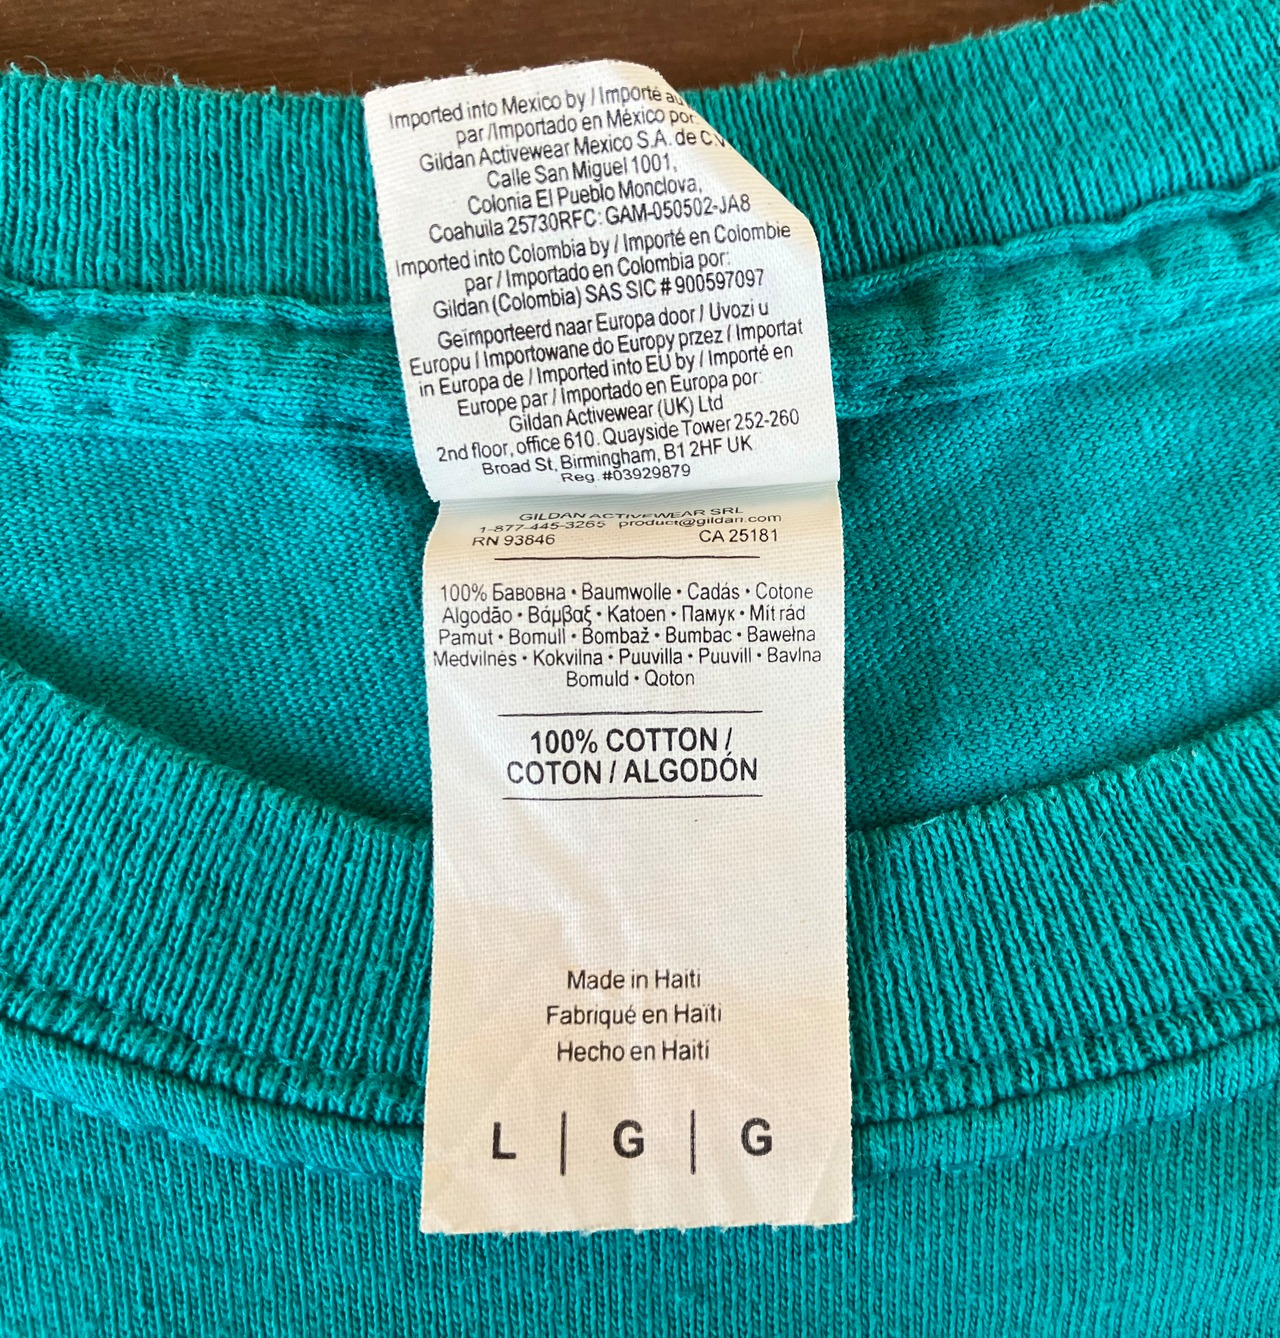 Imported into Mexico by / Importé au
par /Importado en México por:
Gildan Activewear Mexico S.A. de C.V
Calle San Miguel 1001,
Colonia El Pueblo Monclova,
Coahuila 25730RFC: GAM-050502-JA8
Imported into Colombia by / Importé en Colombie
par / Importado en Colombia por:
Gildan (Colombia) SAS SIC # 900597097
Geïmporteerd naar Europa door / Uvozi u
Europu / Importowane do Europy przez / Importat
in Europa de / Imported into EU by / Importé en
Europe par / Importado en Europa por:
Gildan Activewear (UK) Ltd
2nd floor, office 610. Quayside Tower 252-260
Broad St, Birmingham, B1 2HF UK
Reg. #03929879
GILDAN ACTIVEWEAR SRL
1-877-445-3265 product@gildan.com
RN 93846 CA 25181
100% Бавовна • Baumwolle • Cadás • Cotone
Algodão • Βάμβαξ • Katoen • Памук • Mít rád
Pamut • Bomull • Bombaž • Bumbac • Bawełna
Medvilnės • Kokvilna • Puuvilla • Puuvill • Bavlna
Bomuld • Qoton
100% COTTON /
COTON / ALGODÓN
Made in Haiti
Fabriqué en Haïti
Hecho en Haití
L | G | G